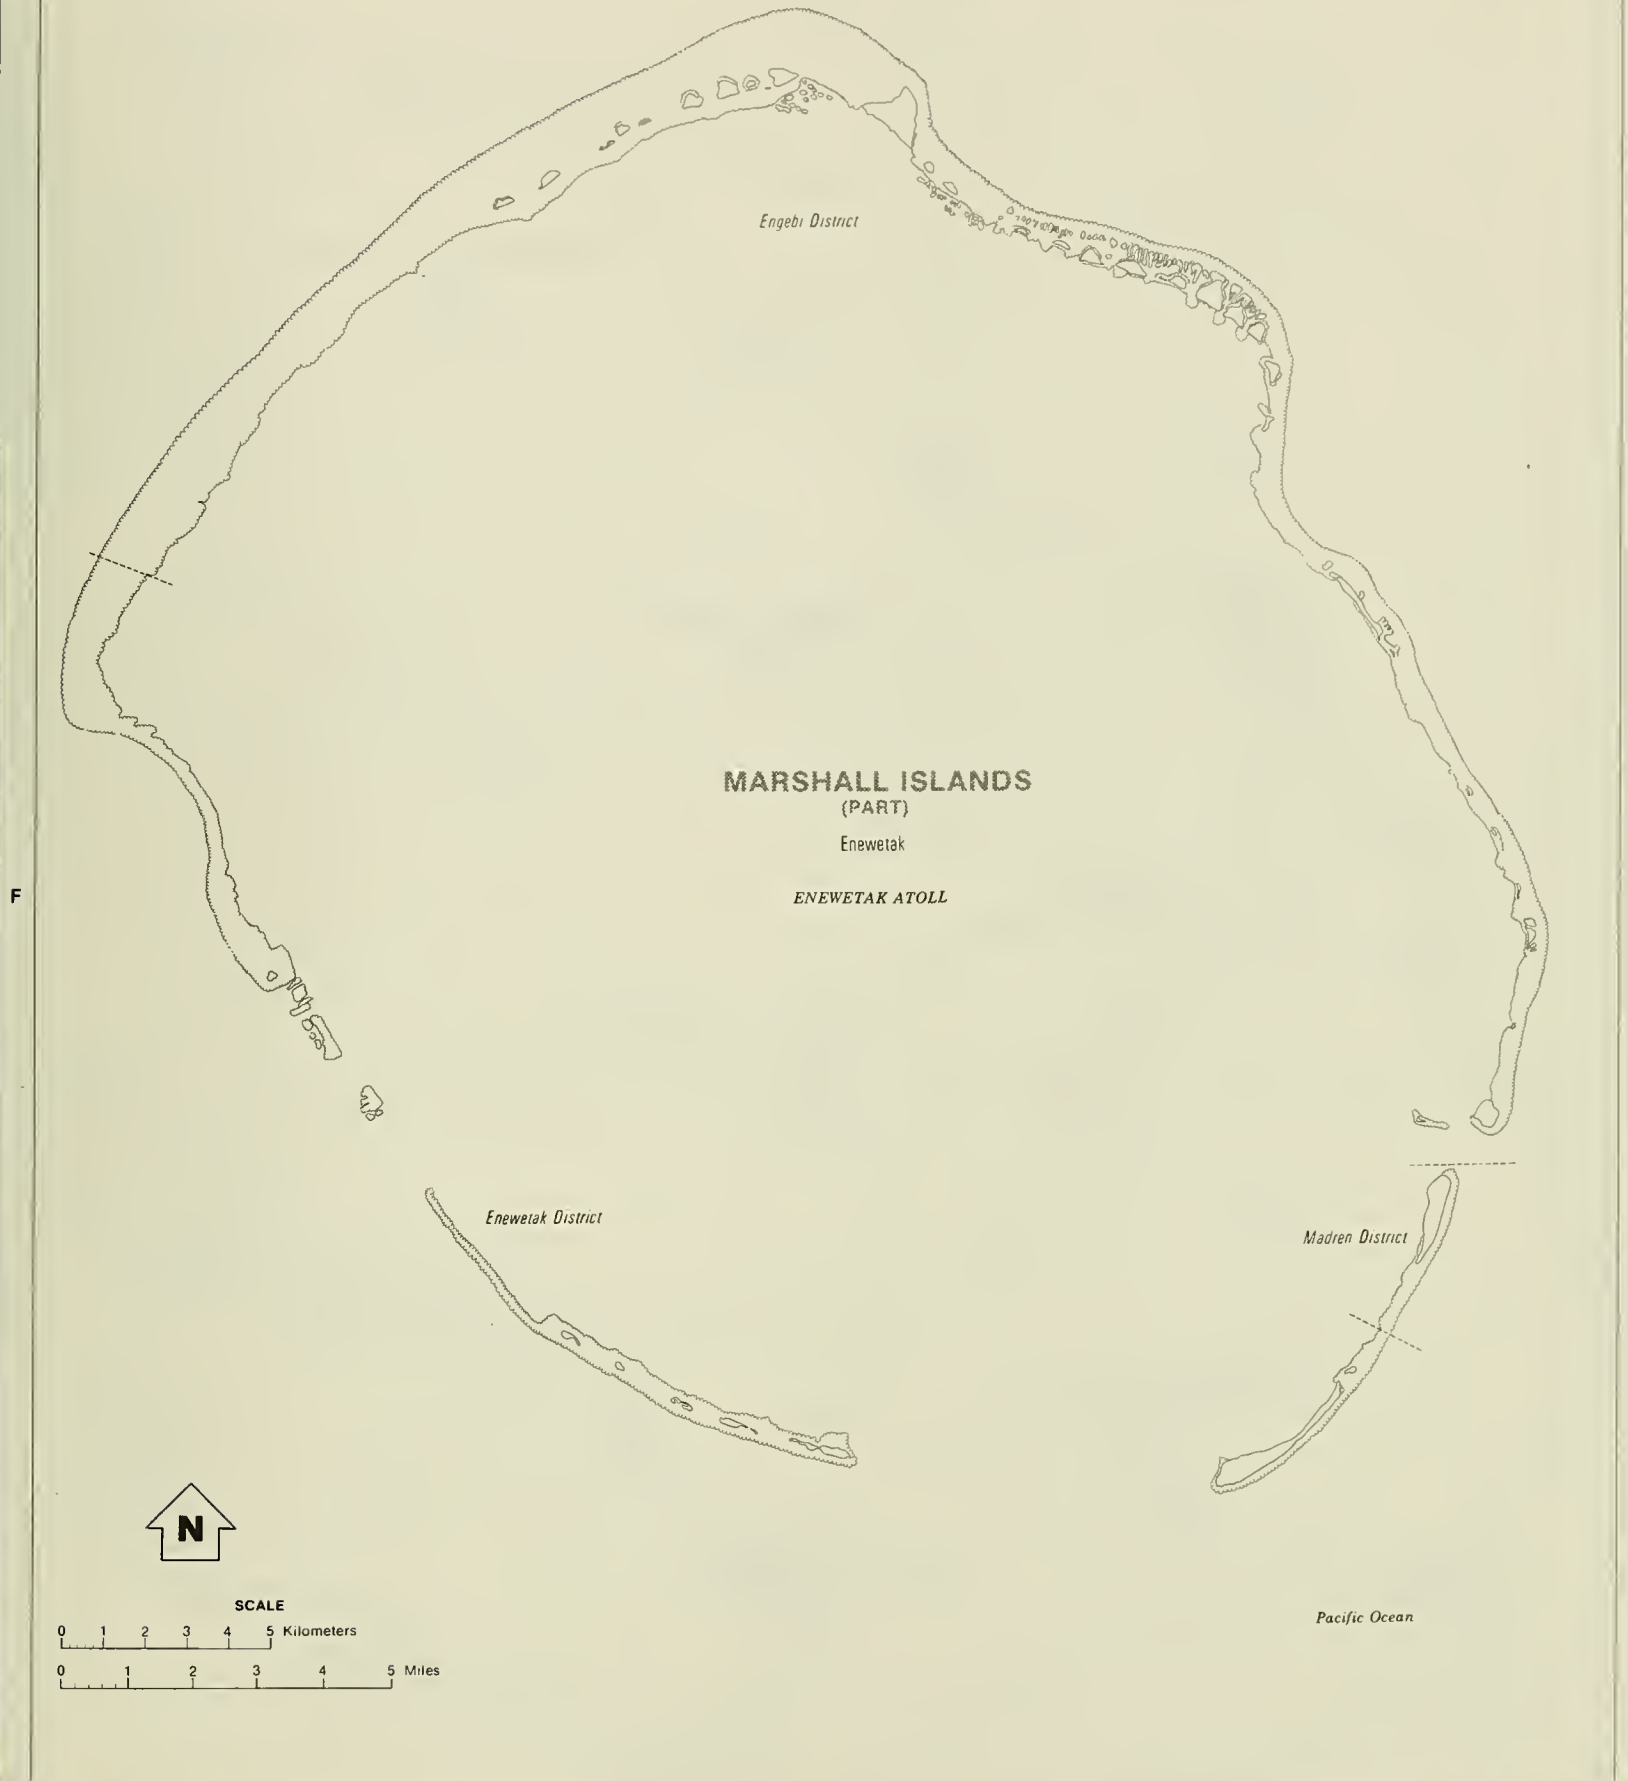 Engebi District
MARSHALL ISLANDS
(PART)
Enewetak
ENEWETAK ATOLL
F
Enewetak District
Madren District
N
SCALE
0 1 2 3 4 5 Kilometers
0 1 2 3 4 5 Miles
Pacific Ocean